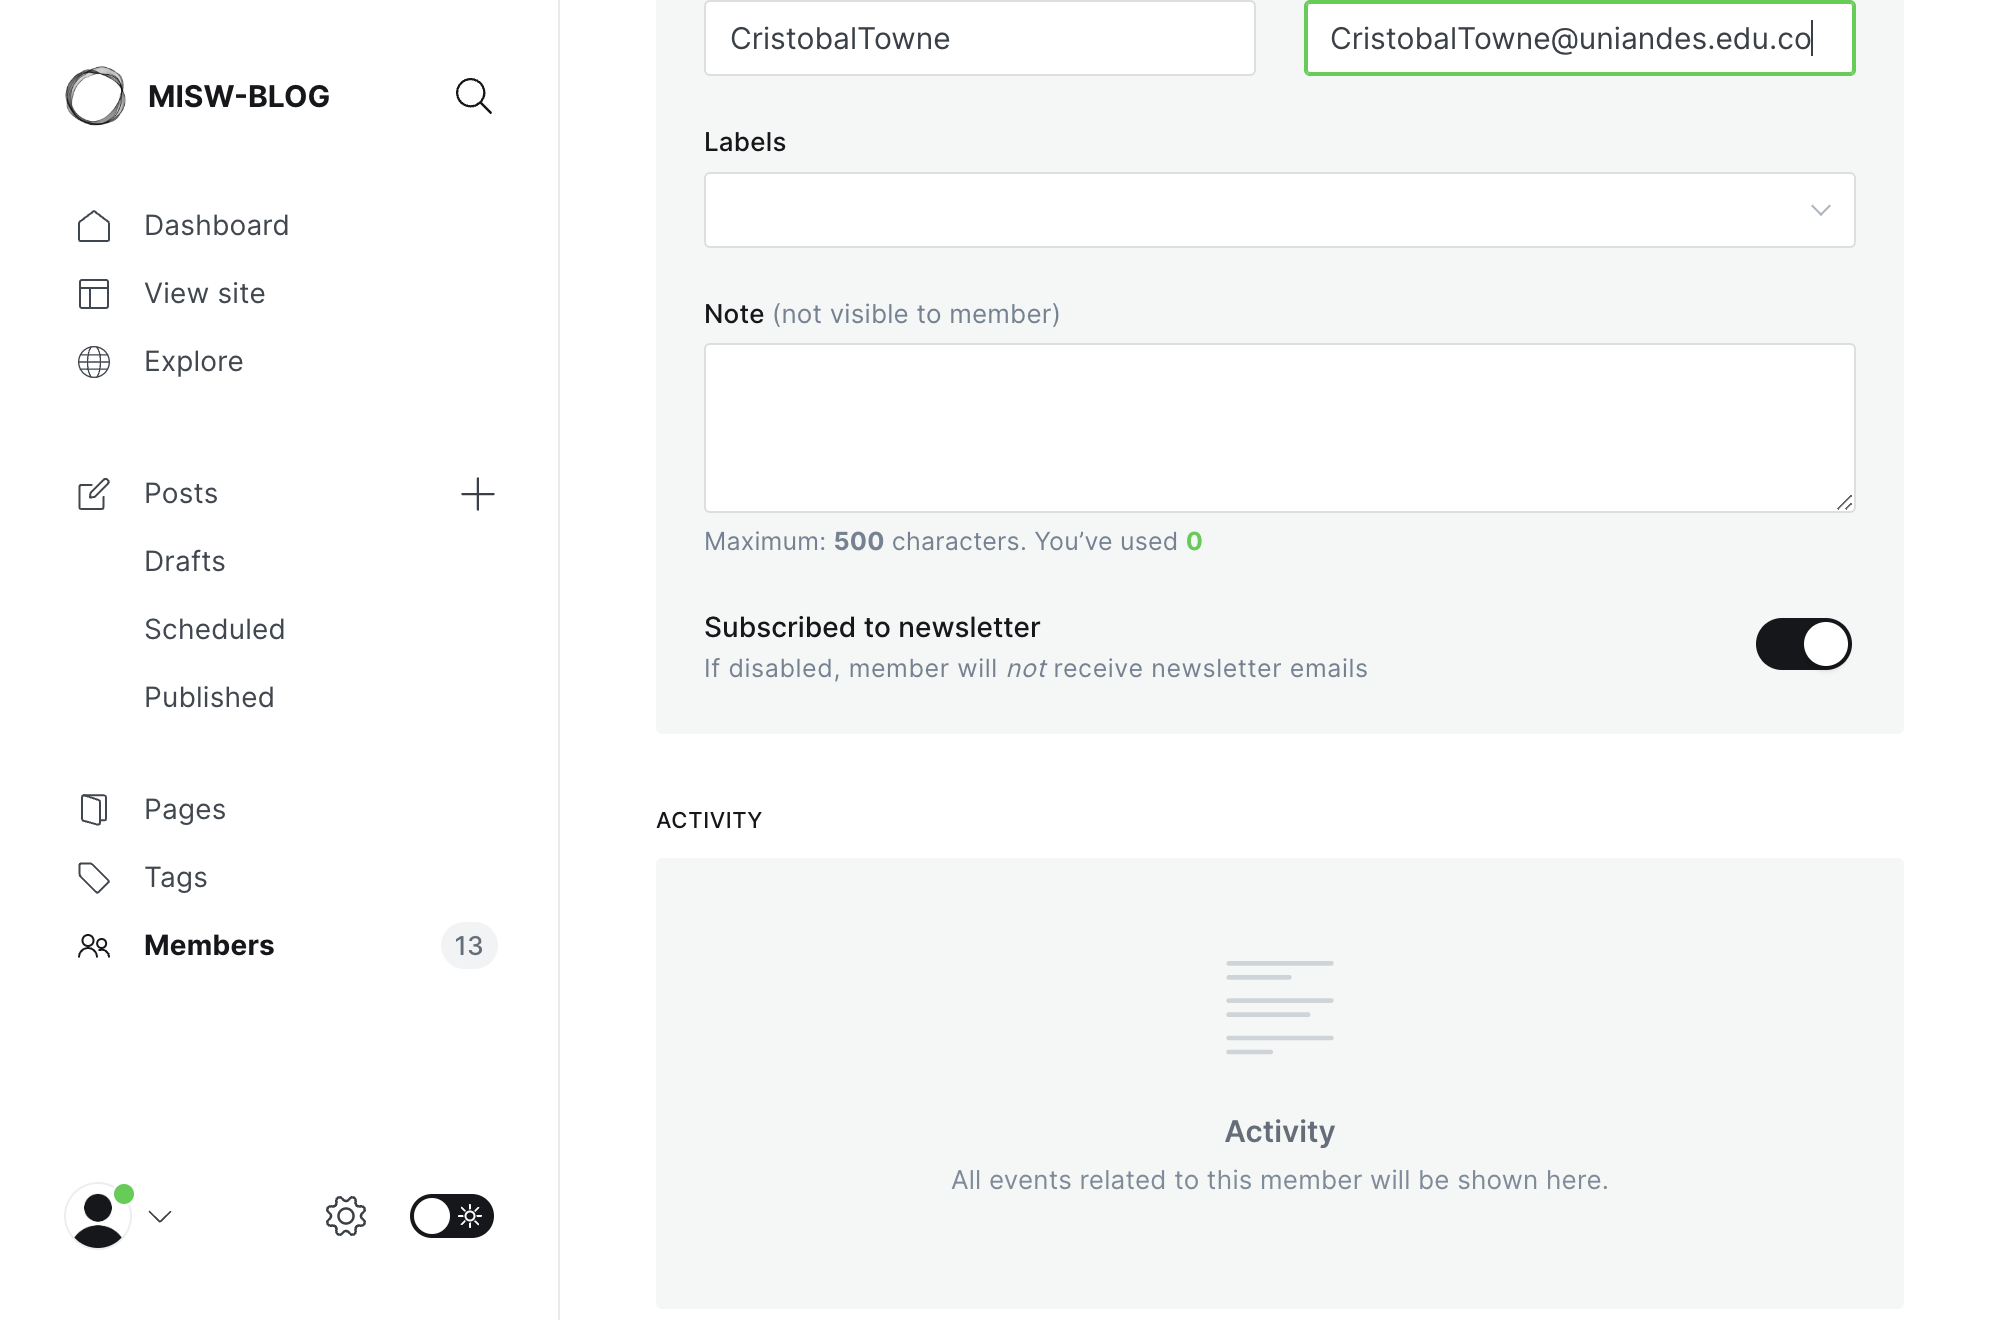 MISW-BLOG
Dashboard
View site
Explore
Posts
Drafts
Scheduled
Published
Pages
Tags
Members 13
CristobalTowne
CristobalTowne@uniandes.edu.co
Labels
Note (not visible to member)
Maximum: 500 characters. You’ve used 0
Subscribed to newsletter
If disabled, member will not receive newsletter emails
ACTIVITY
Activity
All events related to this member will be shown here.